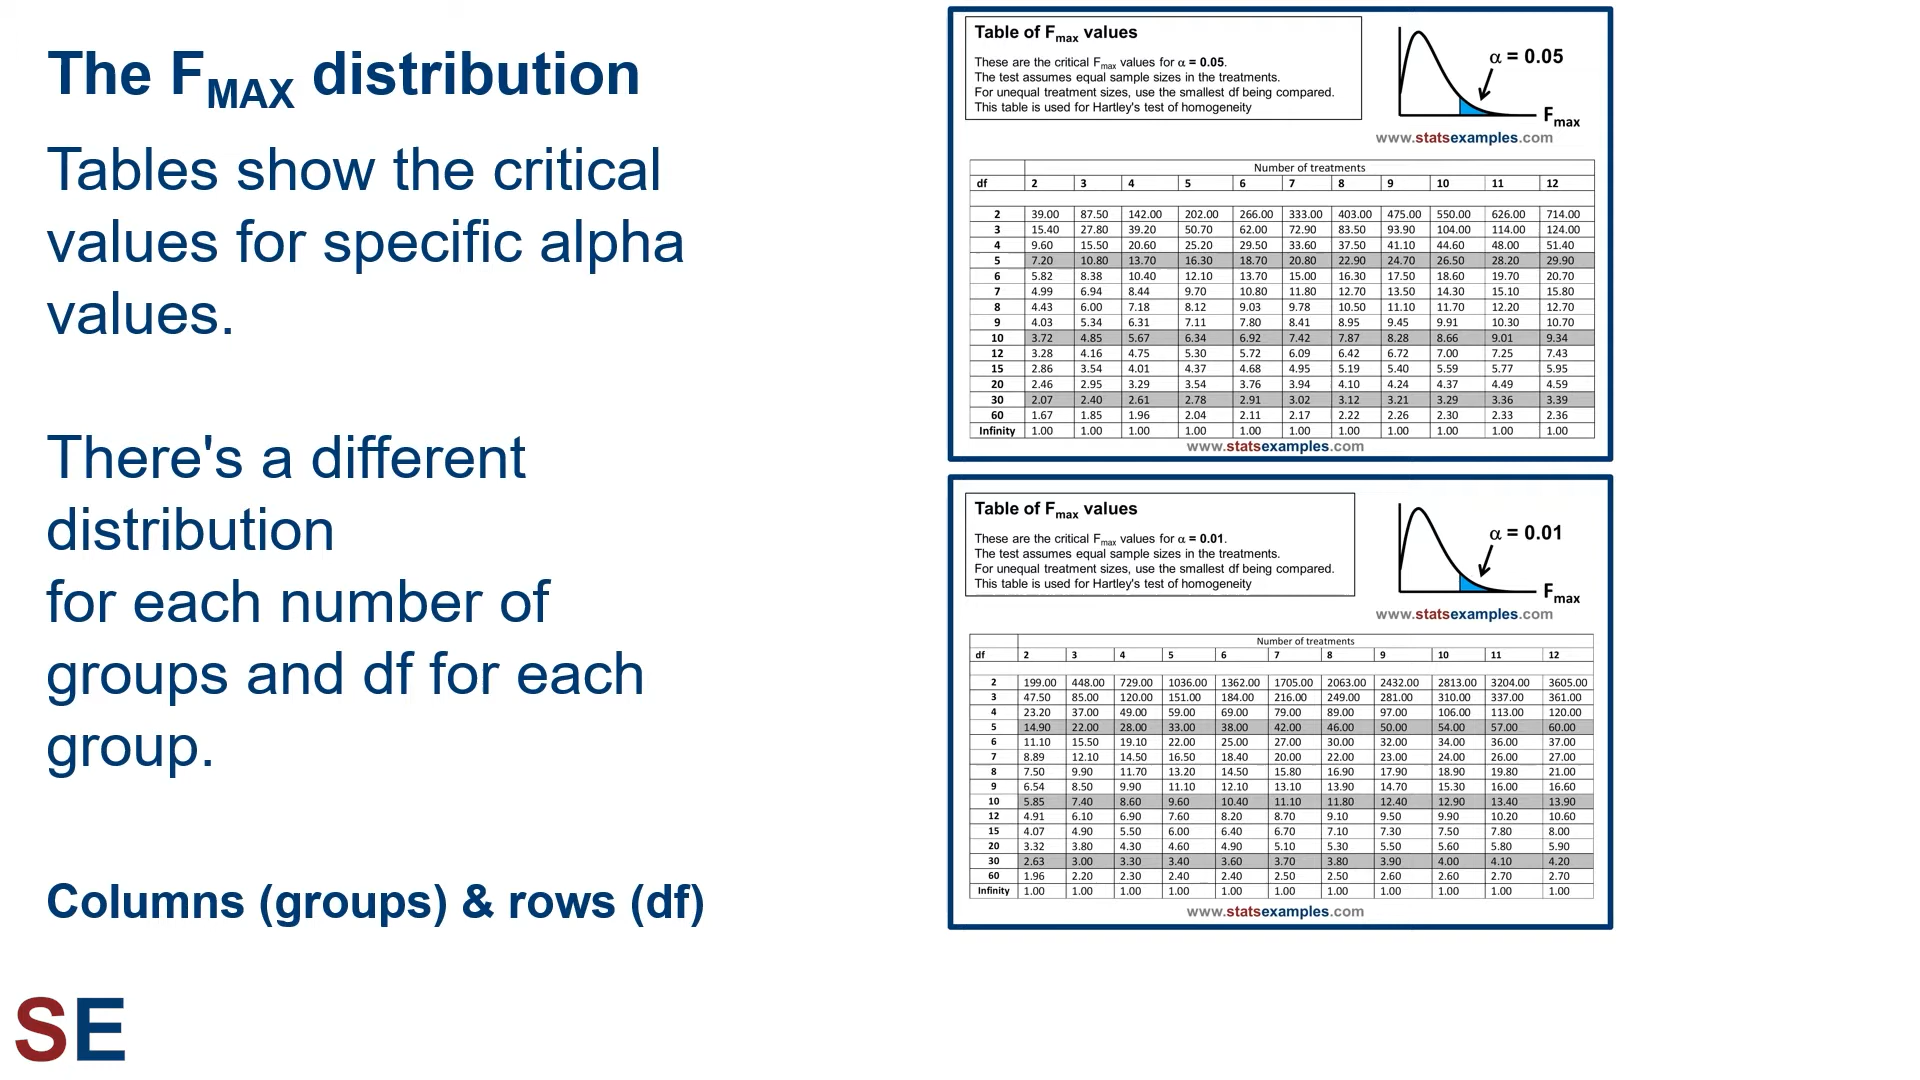 The FMAX distribution
Tables show the critical
values for specific alpha
values.
There's a different
distribution
for each number of
groups and df for each
group.
Columns (groups) & rows (df)
SE
Table of Fmax values
These are the critical Fmax values for α = 0.05.
The test assumes equal sample sizes in the treatments.
For unequal treatment sizes, use the smallest df being compared.
This table is used for Hartley's test of homogeneity
α = 0.05
Fmax
www.statsexamples.com
Number of treatments
df 2 3 4 5 6 7 8 9 10 11 12
2 39.00 87.50 142.00 202.00 266.00 333.00 403.00 475.00 550.00 626.00 714.00
3 15.40 27.80 39.20 50.70 62.00 72.90 83.50 93.90 104.00 114.00 124.00
4 9.60 15.50 20.60 25.20 29.50 33.60 37.50 41.10 44.60 48.00 51.40
5 7.20 10.80 13.70 16.30 18.70 20.80 22.90 24.70 26.50 28.20 29.90
6 5.82 8.38 10.40 12.10 13.70 15.00 16.30 17.50 18.60 19.70 20.70
7 4.99 6.94 8.44 9.70 10.80 11.80 12.70 13.50 14.30 15.10 15.80
8 4.43 6.00 7.18 8.12 9.03 9.78 10.50 11.10 11.70 12.20 12.70
9 4.03 5.34 6.31 7.11 7.80 8.41 8.95 9.45 9.91 10.30 10.70
10 3.72 4.85 5.67 6.34 6.92 7.42 7.87 8.28 8.66 9.01 9.34
12 3.28 4.16 4.75 5.30 5.72 6.09 6.42 6.72 7.00 7.25 7.43
15 2.86 3.54 4.01 4.37 4.68 4.95 5.19 5.40 5.59 5.77 5.95
20 2.46 2.95 3.29 3.54 3.76 3.94 4.10 4.24 4.37 4.49 4.59
30 2.07 2.40 2.61 2.78 2.91 3.02 3.12 3.21 3.29 3.36 3.39
60 1.67 1.85 1.96 2.04 2.11 2.17 2.22 2.26 2.30 2.33 2.36
Infinity 1.00 1.00 1.00 1.00 1.00 1.00 1.00 1.00 1.00 1.00 1.00
www.statsexamples.com
Table of Fmax values
These are the critical Fmax values for α = 0.01.
The test assumes equal sample sizes in the treatments.
For unequal treatment sizes, use the smallest df being compared.
This table is used for Hartley's test of homogeneity
α = 0.01
Fmax
www.statsexamples.com
Number of treatments
df 2 3 4 5 6 7 8 9 10 11 12
2 199.00 448.00 729.00 1036.00 1362.00 1705.00 2063.00 2432.00 2813.00 3204.00 3605.00
3 47.50 85.00 120.00 151.00 184.00 216.00 249.00 281.00 310.00 337.00 361.00
4 23.20 37.00 49.00 59.00 69.00 79.00 89.00 97.00 106.00 113.00 120.00
5 14.90 22.00 28.00 33.00 38.00 42.00 46.00 50.00 54.00 57.00 60.00
6 11.10 15.50 19.10 22.00 25.00 27.00 30.00 32.00 34.00 36.00 37.00
7 8.89 12.10 14.50 16.50 18.40 20.00 22.00 23.00 24.00 26.00 27.00
8 7.50 9.90 11.70 13.20 14.50 15.80 16.90 17.90 18.90 19.80 21.00
9 6.54 8.50 9.90 11.10 12.10 13.10 13.90 14.70 15.30 16.00 16.60
10 5.85 7.40 8.60 9.60 10.40 11.10 11.80 12.40 12.90 13.40 13.90
12 4.91 6.10 6.90 7.60 8.20 8.70 9.10 9.50 9.90 10.20 10.60
15 4.07 4.90 5.50 6.00 6.40 6.70 7.10 7.30 7.50 7.80 8.00
20 3.32 3.80 4.30 4.60 4.90 5.10 5.30 5.50 5.60 5.80 5.90
30 2.63 3.00 3.30 3.40 3.60 3.70 3.80 3.90 4.00 4.10 4.20
60 1.96 2.20 2.30 2.40 2.40 2.50 2.50 2.60 2.60 2.70 2.70
Infinity 1.00 1.00 1.00 1.00 1.00 1.00 1.00 1.00 1.00 1.00 1.00
www.statsexamples.com